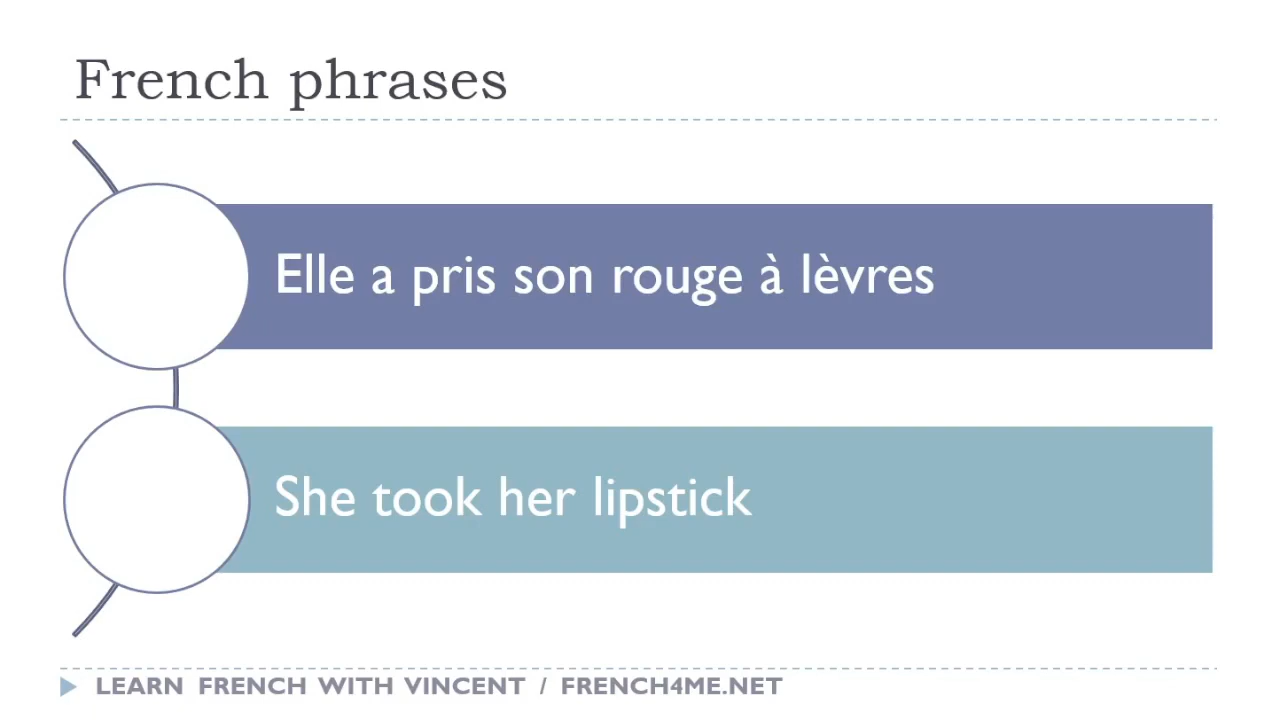 French phrases
Elle a pris son rouge à lèvres
She took her lipstick
LEARN FRENCH WITH VINCENT / FRENCH4ME.NET